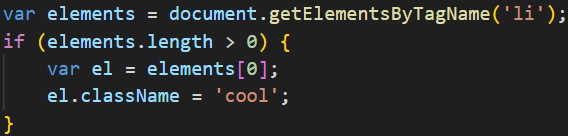 var elements = document.getElementsByTagName('li');
if (elements.length > 0) {
    var el = elements[0];
    el.className = 'cool';
}